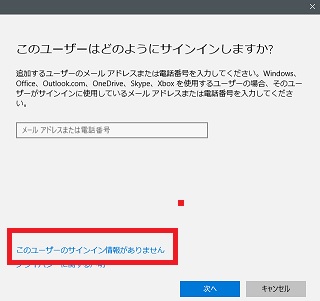 このユーザーはどのようにサインインしますか?
追加するユーザーのメール アドレスまたは電話番号を入力してください。Windows、
Office、Outlook.com、OneDrive、Skype、Xbox を使用するユーザーの場合、そのユー
ザーがサインインに使用しているメール アドレスまたは電話番号を入力してくださ
い。
メール アドレスまたは電話番号
このユーザーのサインイン情報がありません
次へ
キャンセル